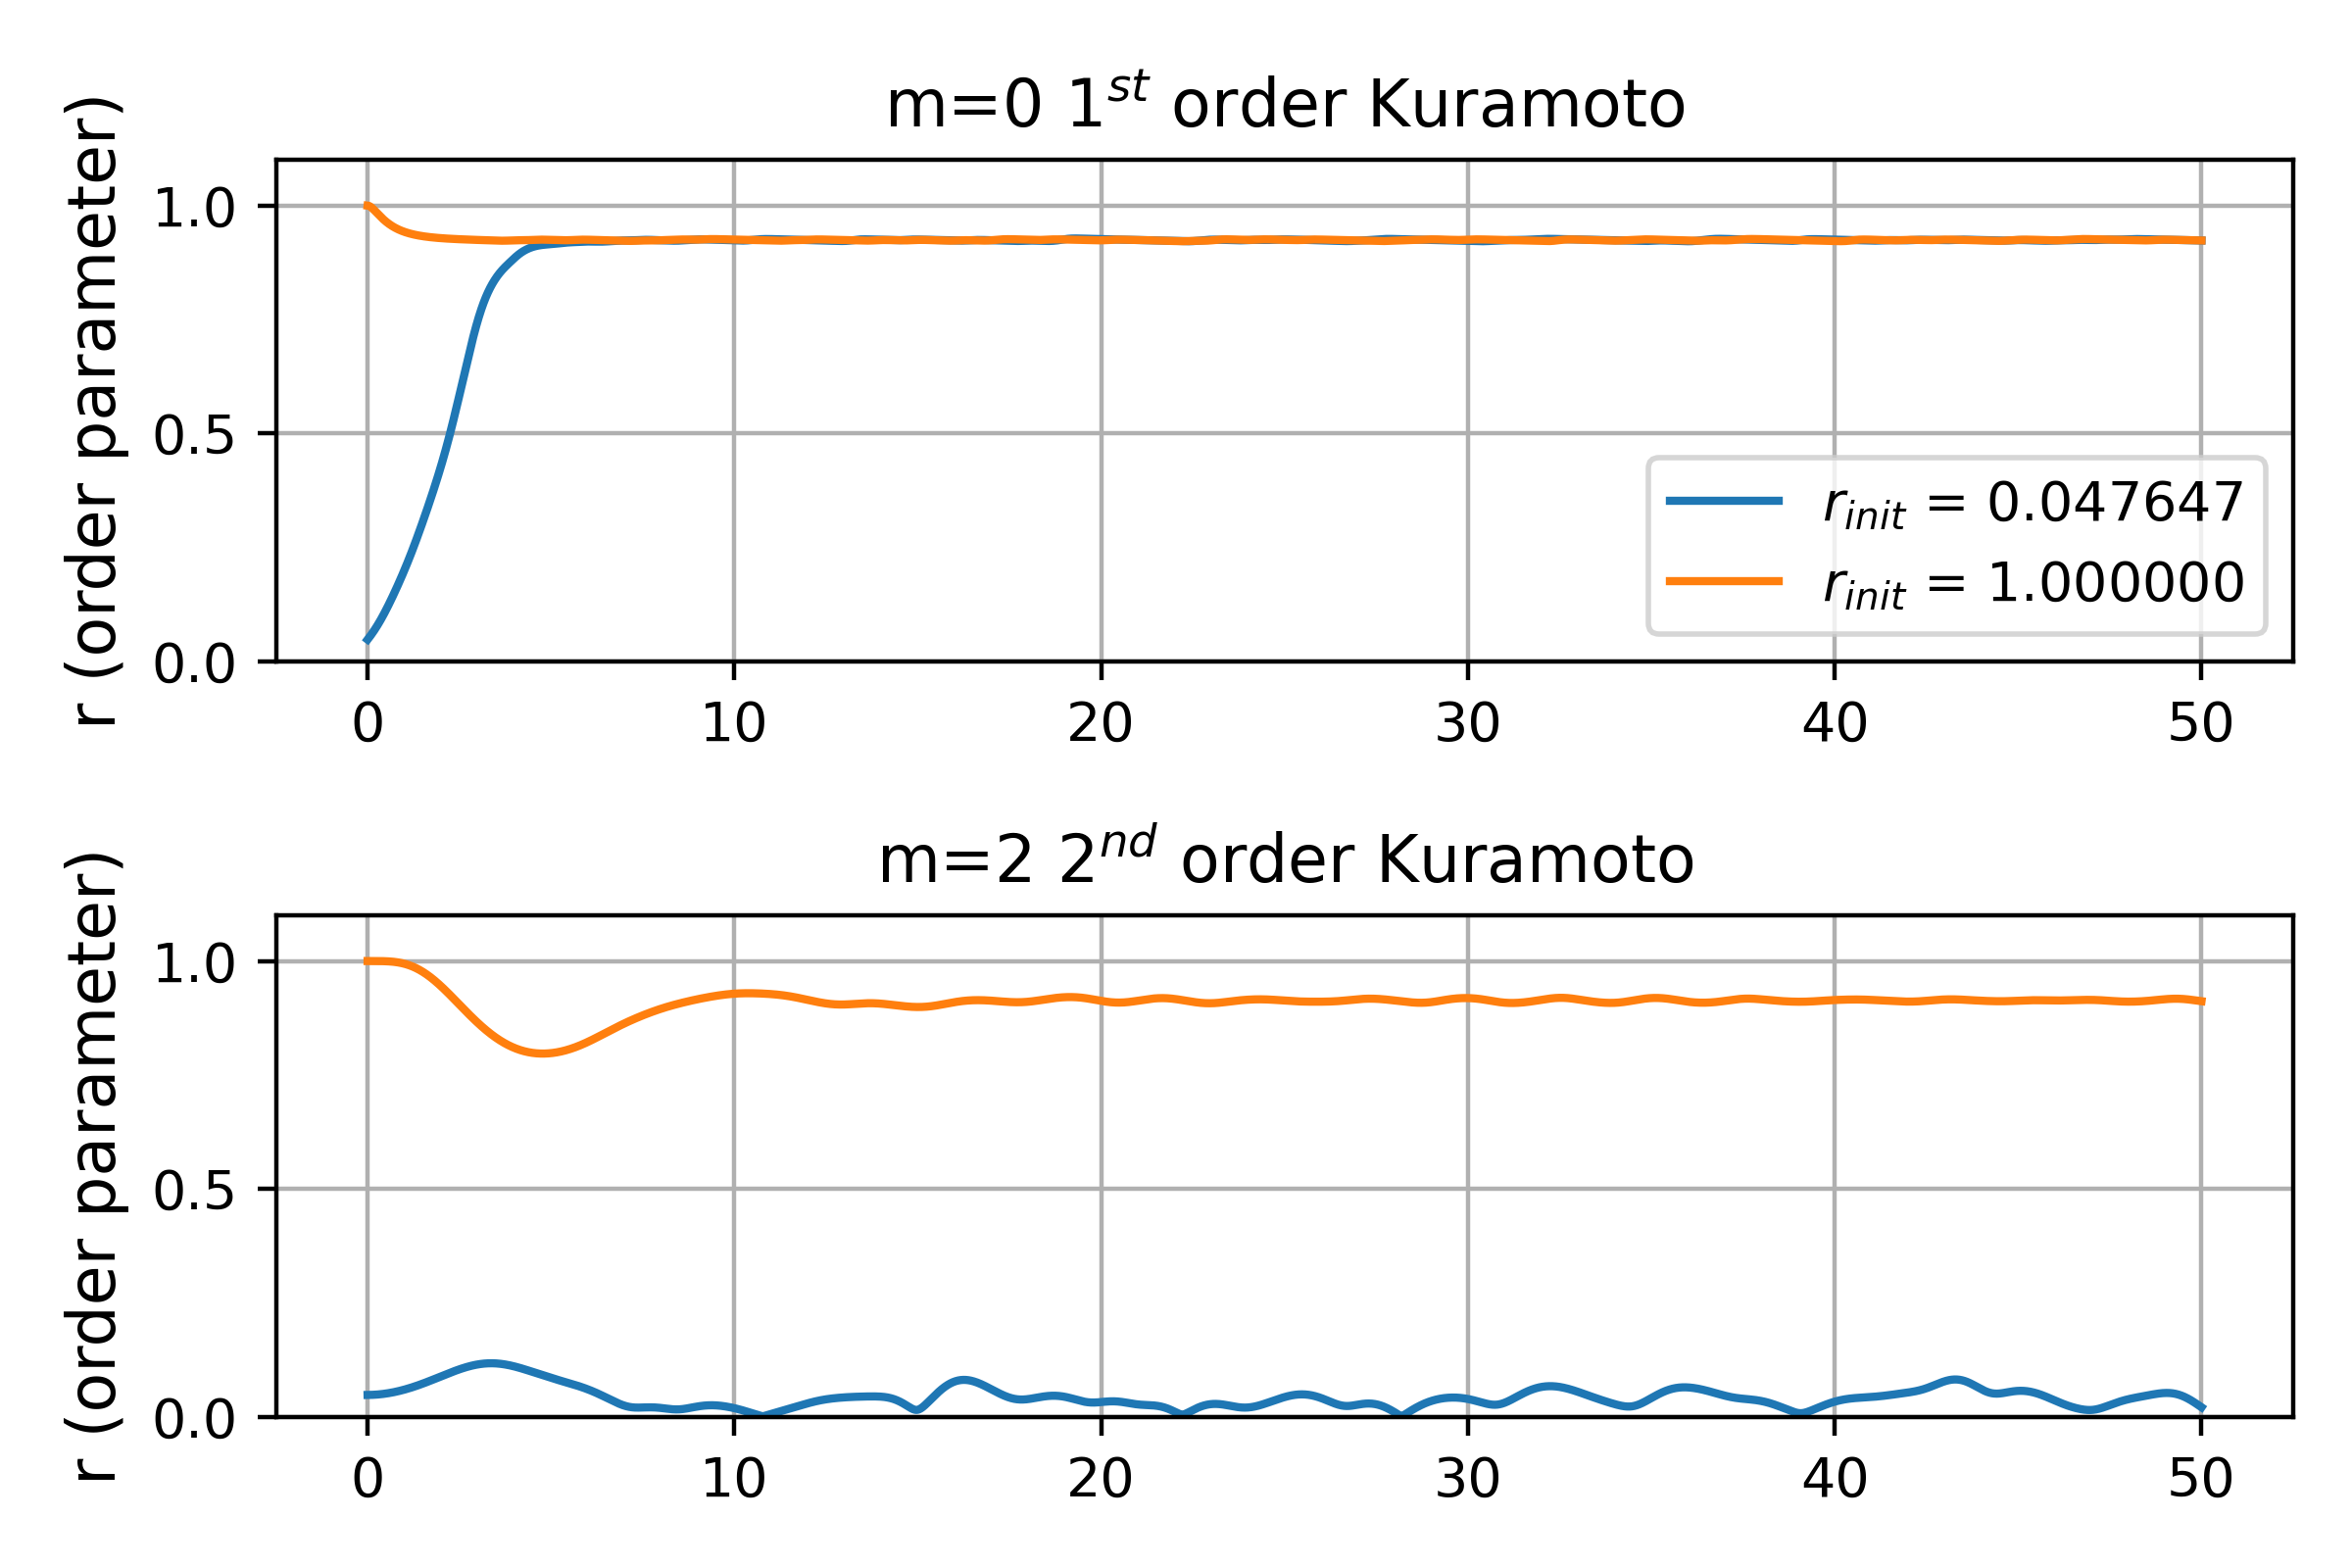 m=0 1st order Kuramoto
r (order parameter)
1.0
0.5
0.0
r_init = 0.047647
r_init = 1.000000
0 10 20 30 40 50
m=2 2nd order Kuramoto
r (order parameter)
1.0
0.5
0.0
0 10 20 30 40 50